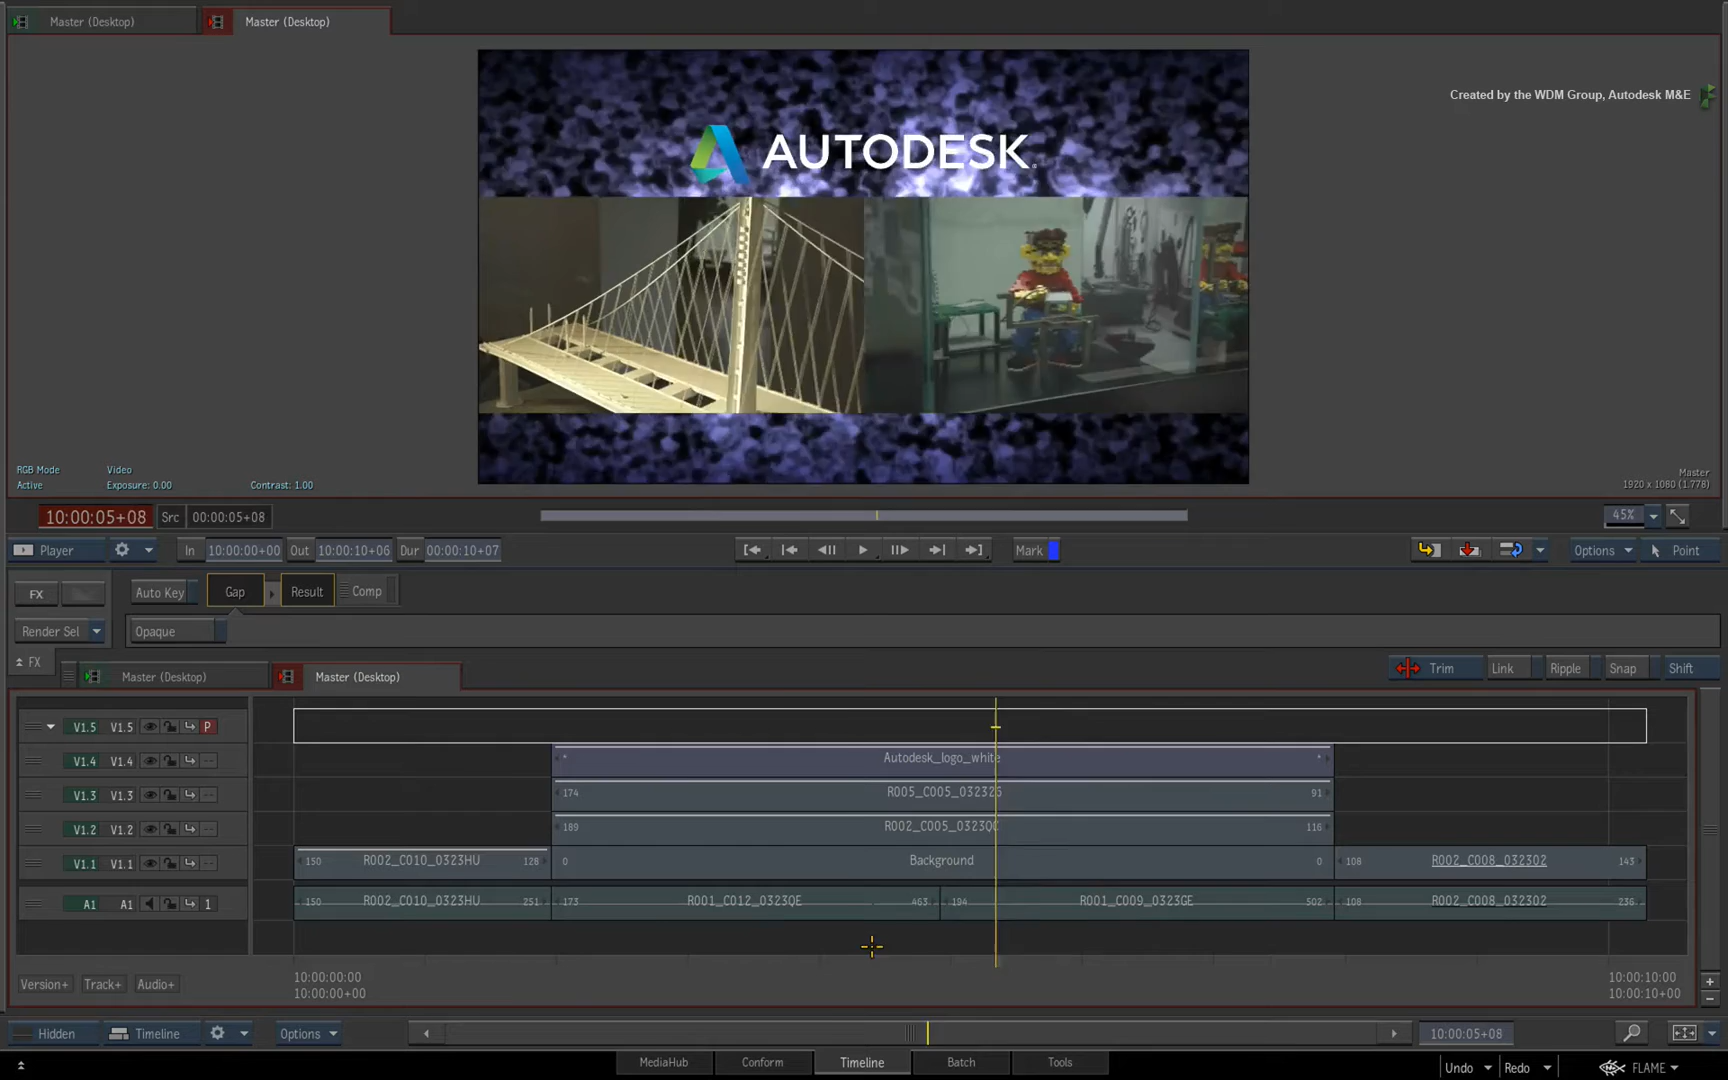 Master (Desktop) Master (Desktop)
Created by the WDM Group, Autodesk M&E
AUTODESK.
RGB Mode Video
Active Exposure: 0.00 Contrast: 1.00
Master
1920 x 1080 (1.778)
10:00:05+08 Src 00:00:05+08 45%
Player In 10:00:00+00 Out 10:00:10+06 Dur 00:00:10+07 Mark Options Point
FX Auto Key Gap Result Comp
Render Sel Opaque
FX Master (Desktop) Master (Desktop) Trim Link Ripple Snap Shift
V1.5 V1.5 P
V1.4 V1.4 Autodesk_logo_white
V1.3 V1.3 174 R005_C005_032326 91
V1.2 V1.2 189 R002_C005_0323QC 116
V1.1 V1.1 150 R002_C010_0323HU 128 0 Background 0 108 R002_C008_032302 143
A1 A1 1 150 R002_C010_0323HU 251 173 R001_C012_0323QE 463 194 R001_C009_0323GE 502 108 R002_C008_032302 236
10:00:00:00 10:00:10:00
Version+ Track+ Audio+ 10:00:00+00 10:00:10+00
Hidden Timeline Options 10:00:05+08
MediaHub Conform Timeline Batch Tools Undo Redo FLAME